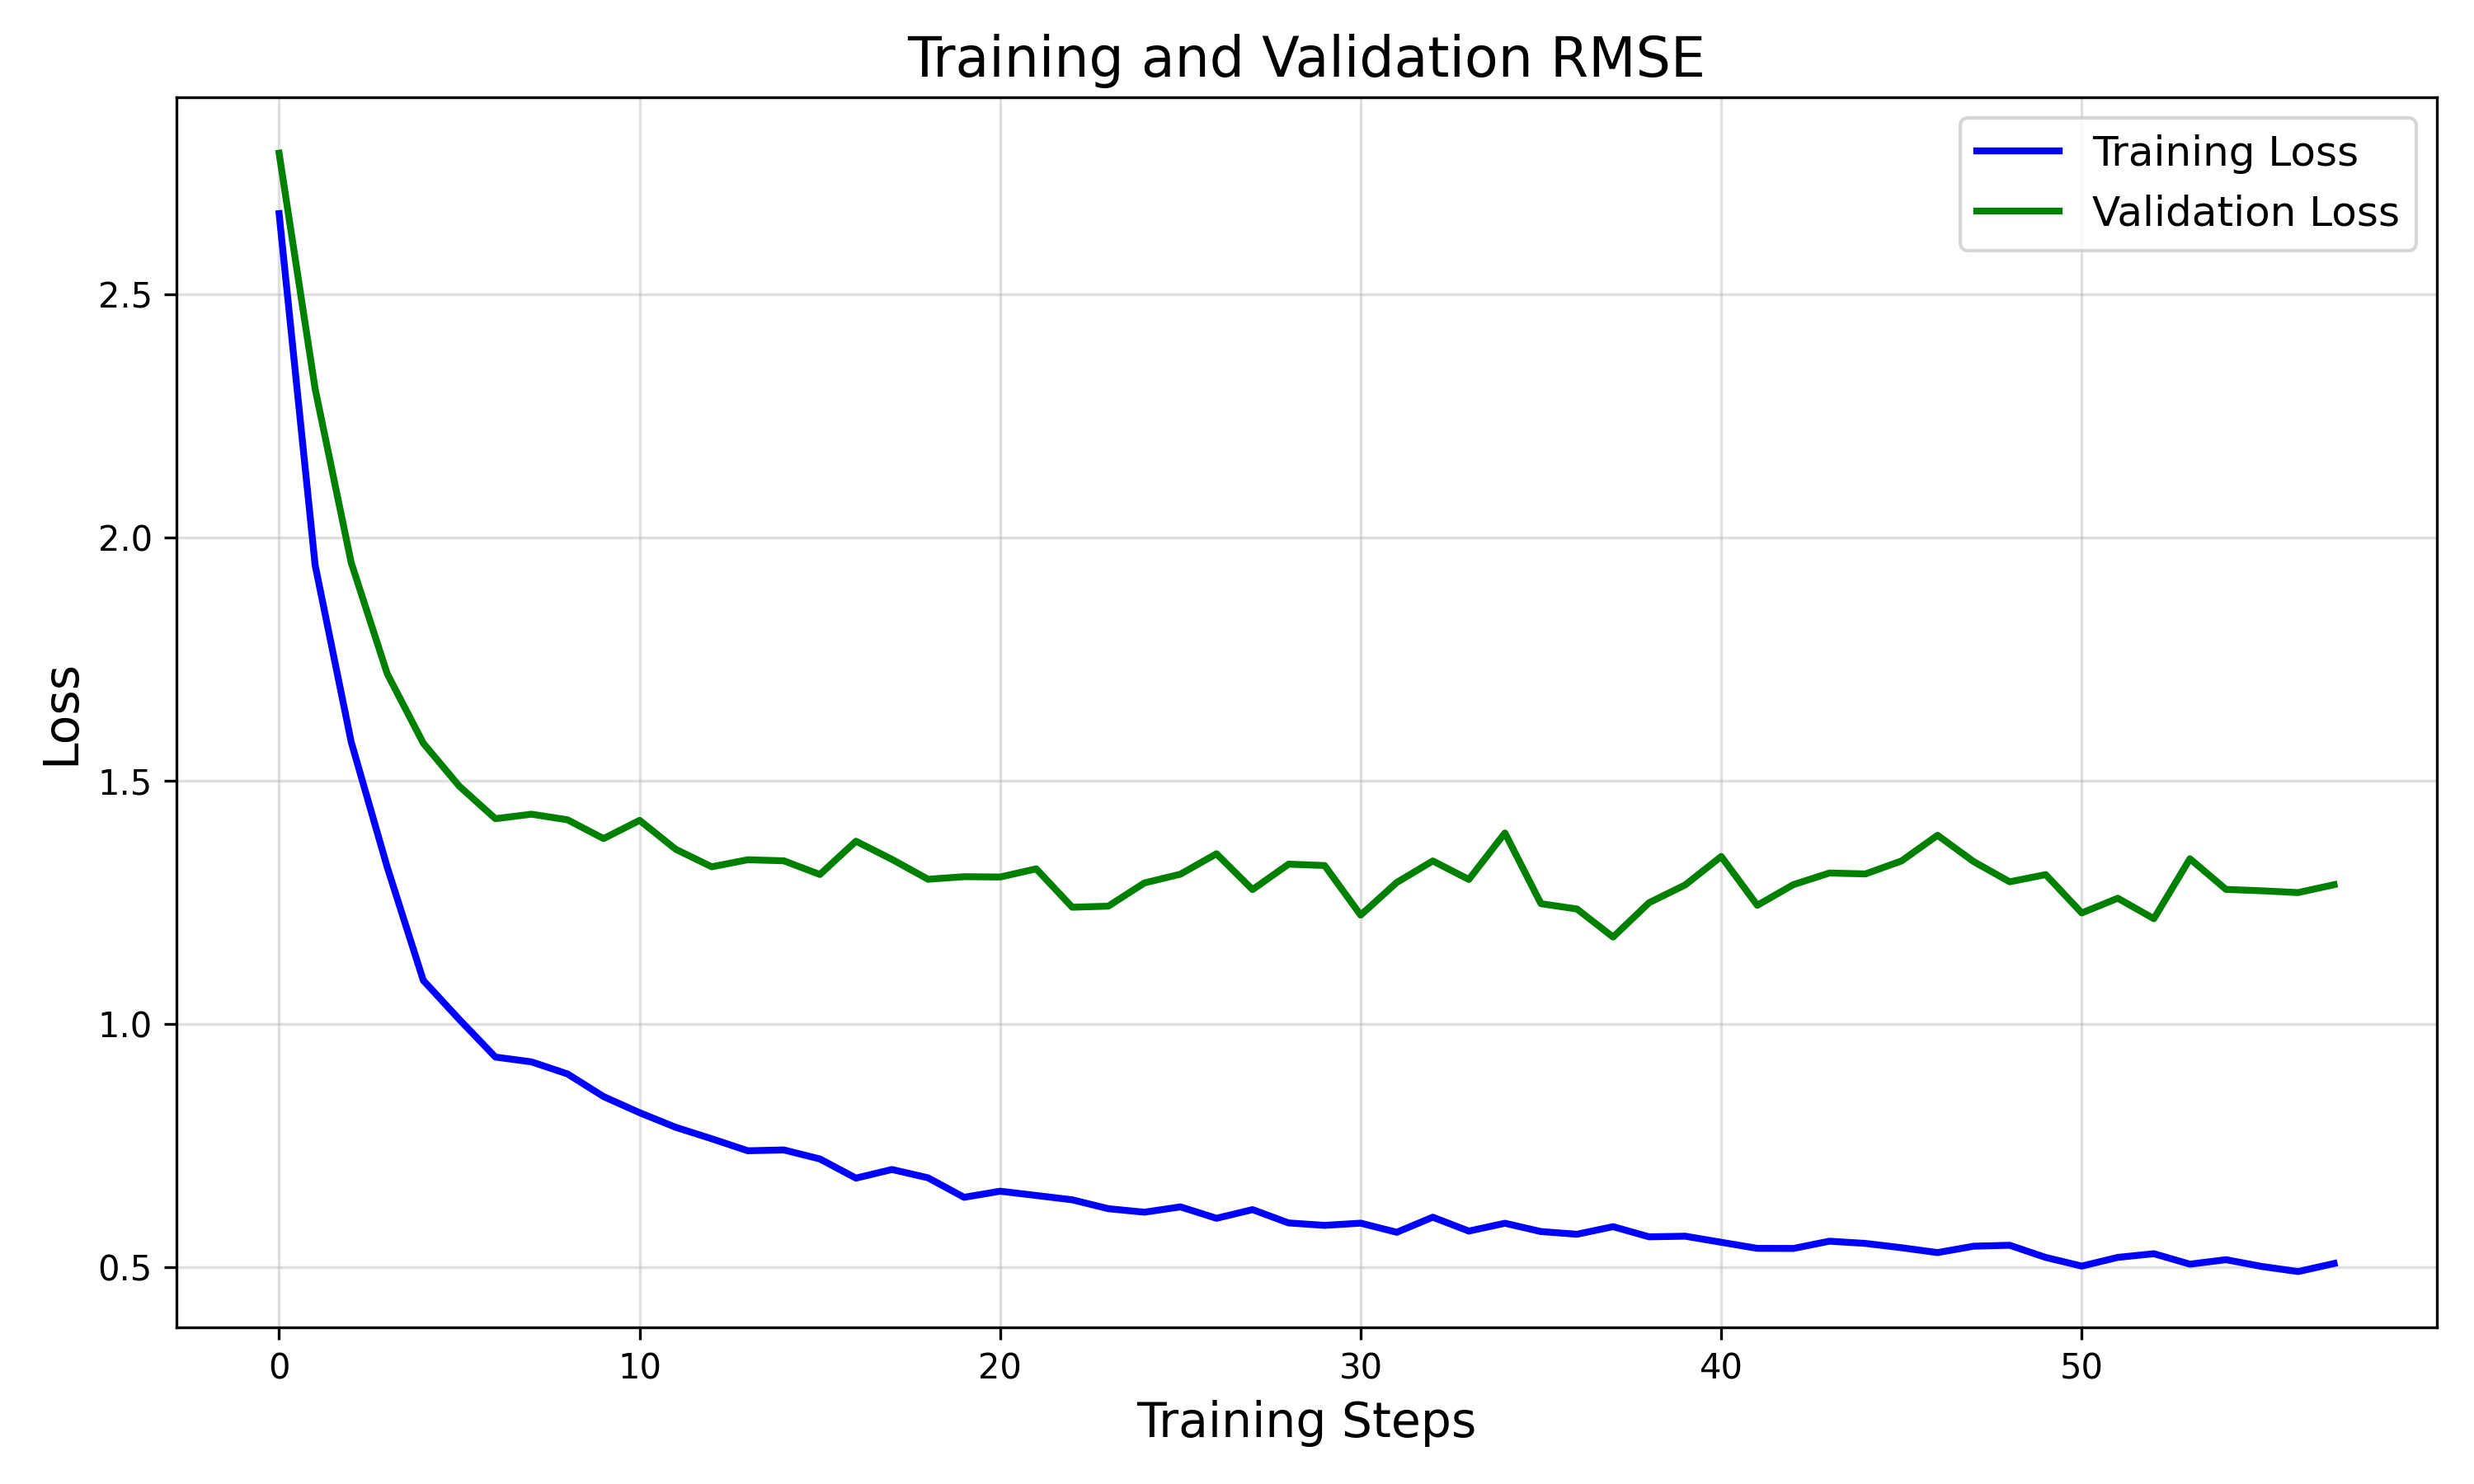 Training and Validation RMSE
Training Loss
Validation Loss
Loss
2.5
2.0
1.5
1.0
0.5
0 10 20 30 40 50
Training Steps